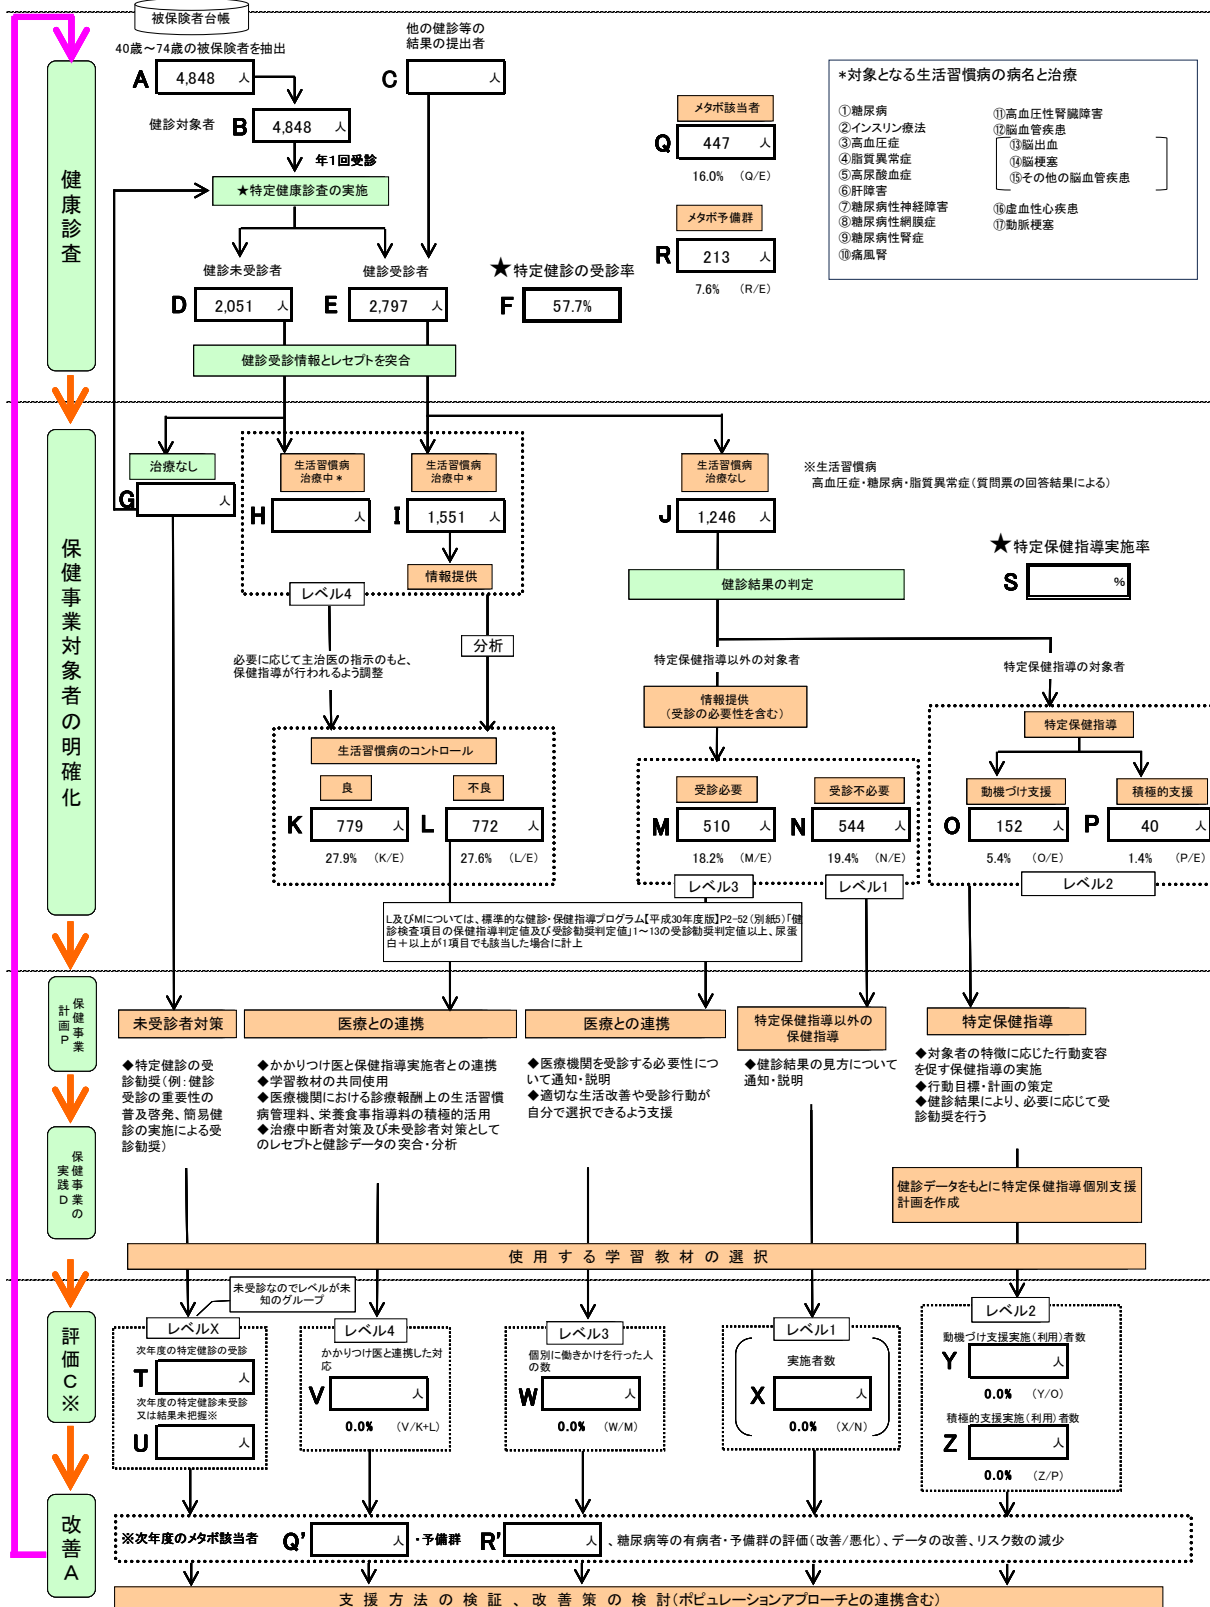 被保険者台帳
40歳～74歳の被保険者を抽出
A 4,848 人
他の健診等の
結果の提出者
C 人
健診対象者 B 4,848 人
年1回受診
★特定健康診査の実施
健診未受診者
D 2,051 人
健診受診者
E 2,797 人
★特定健診の受診率
F 57.7%
メタボ該当者
Q 447 人
16.0% (Q/E)
メタボ予備群
R 213 人
7.6% (R/E)
*対象となる生活習慣病の病名と治療
①糖尿病
②インスリン療法
③高血圧症
④脂質異常症
⑤高尿酸血症
⑥肝障害
⑦糖尿病性神経障害
⑧糖尿病性網膜症
⑨糖尿病性腎症
⑩痛風腎
⑪高血圧性腎臓障害
⑫脳血管疾患
⑬脳出血
⑭脳梗塞
⑮その他の脳血管疾患
⑯虚血性心疾患
⑰動脈梗塞
健康診査
健診受診情報とレセプトを突合
保健事業対象者の明確化
治療なし
G 人
生活習慣病
治療中*
H 人
生活習慣病
治療中*
I 1,551 人
情報提供
レベル4
分析
必要に応じて主治医の指示のもと、
保健指導が行われるよう調整
生活習慣病
治療なし
J 1,246 人
※生活習慣病
高血圧症・糖尿病・脂質異常症(質問票の回答結果による)
★特定保健指導実施率
S %
健診結果の判定
特定保健指導以外の対象者
特定保健指導の対象者
情報提供
(受診の必要性を含む)
生活習慣病のコントロール
良
K 779 人
27.9% (K/E)
不良
L 772 人
27.6% (L/E)
受診必要
M 510 人
18.2% (M/E)
受診不必要
N 544 人
19.4% (N/E)
レベル3
レベル1
特定保健指導
動機づけ支援
O 152 人
5.4% (O/E)
積極的支援
P 40 人
1.4% (P/E)
レベル2
L及びMについては、標準的な健診・保健指導プログラム【平成30年度版】P2-52(別紙5)「健
診検査項目の保健指導判定値及び受診勧奨判定値」1～13の受診勧奨判定値以上、尿蛋
白＋以上が1項目でも該当した場合に計上
保健事業
計画P
未受診者対策
◆特定健診の受
診勧奨(例:健診
受診の重要性の
普及啓発、簡易健
診の実施による受
診勧奨)
医療との連携
◆かかりつけ医と保健指導実施者との連携
◆学習教材の共同使用
◆医療機関における診療報酬上の生活習慣
病管理料、栄養食事指導料の積極的活用
◆治療中断者対策及び未受診者対策として
のレセプトと健診データの突合・分析
医療との連携
◆医療機関を受診する必要性につ
いて通知・説明
◆適切な生活改善や受診行動が
自分で選択できるよう支援
特定保健指導以外の
保健指導
◆健診結果の見方について
通知・説明
特定保健指導
◆対象者の特徴に応じた行動変容
を促す保健指導の実施
◆行動目標・計画の策定
◆健診結果により、必要に応じて受
診勧奨を行う
保健事業の
実践D
健診データをもとに特定保健指導個別支援
計画を作成
使用する学習教材の選択
評価C※
未受診なのでレベルが未
知のグループ
レベルX
次年度の特定健診の受診
T 人
次年度の特定健診未受診
又は結果未把握※
U 人
レベル4
かかりつけ医と連携した対
応
V 人
0.0% (V/K+L)
レベル3
個別に働きかけを行った人
の数
W 人
0.0% (W/M)
レベル1
実施者数
X 人
0.0% (X/N)
レベル2
動機づけ支援実施(利用)者数
Y 人
0.0% (Y/O)
積極的支援実施(利用)者数
Z 人
0.0% (Z/P)
改善A
※次年度のメタボ該当者 Q' 人 ・予備群 R' 人 、糖尿病等の有病者・予備群の評価(改善/悪化)、データの改善、リスク数の減少
支援方法の検証、改善策の検討(ポピュレーションアプローチとの連携含む)